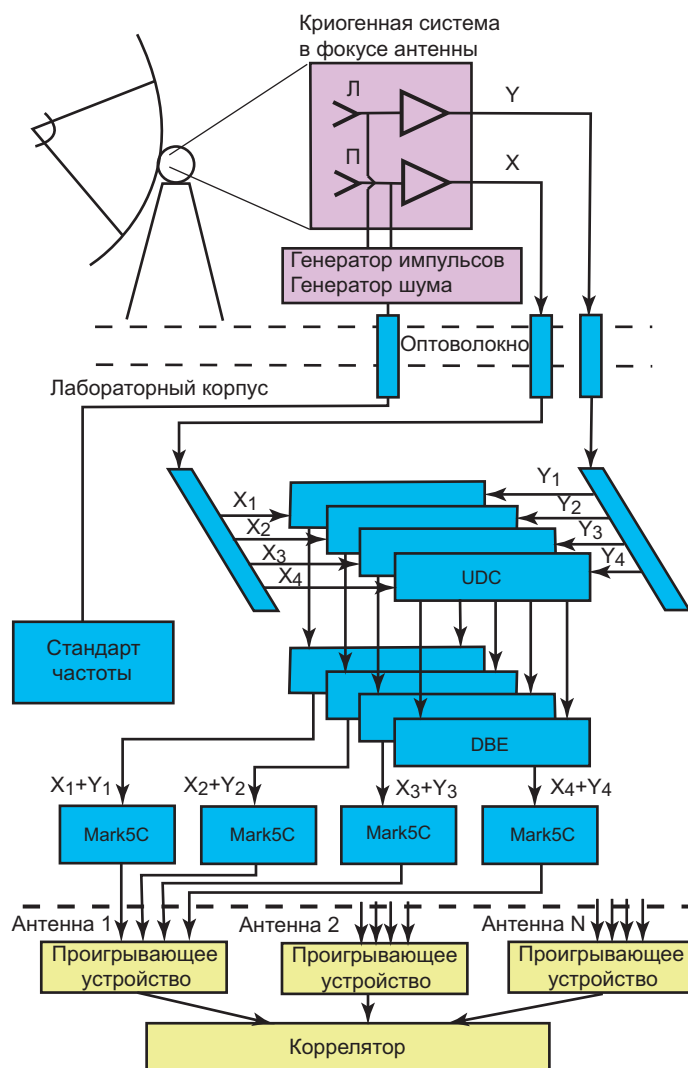 Криогенная система
в фокусе антенны
Л
Y
П
X
Генератор импульсов
Генератор шума
Оптоволокно
Лабораторный корпус
X1
Y1
X2
Y2
X3
Y3
X4
Y4
UDC
Стандарт
частоты
DBE
X1+Y1
X2+Y2
X3+Y3
X4+Y4
Mark5C
Mark5C
Mark5C
Mark5C
Антенна 1
Антенна 2
Антенна N
Проигрывающее
устройство
Проигрывающее
устройство
Проигрывающее
устройство
Коррелятор